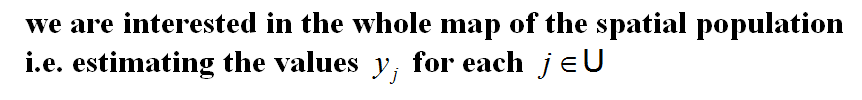 we are interested in the whole map of the spatial population
i.e. estimating the values y_j for each j ∈ U